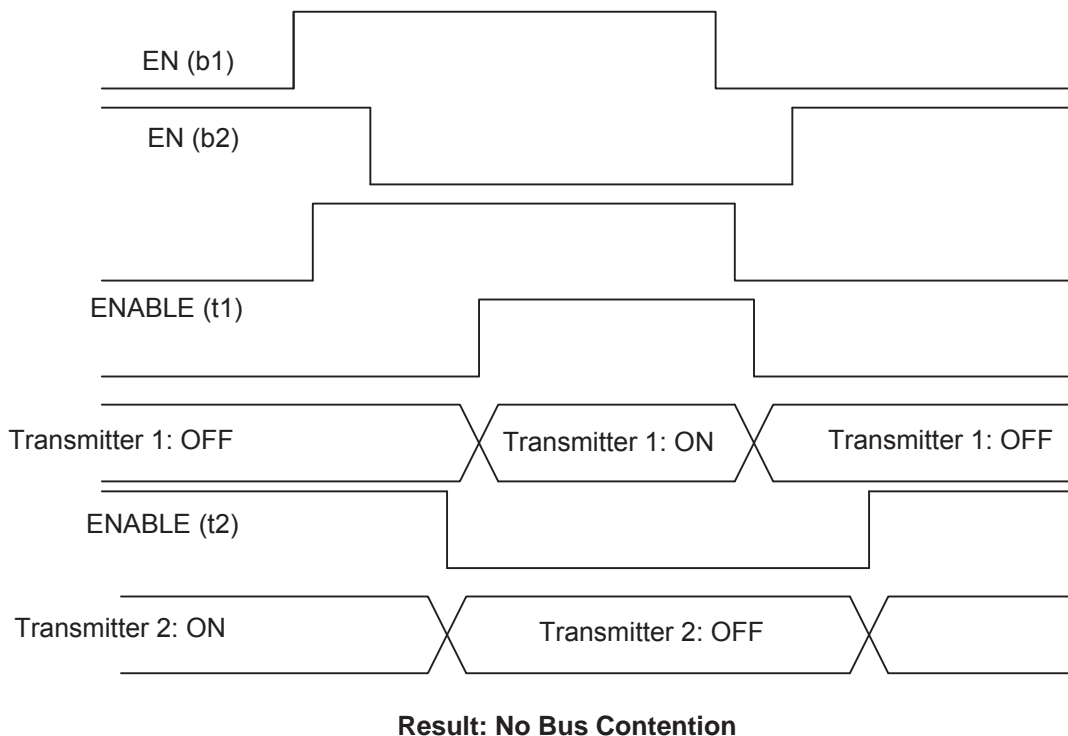 EN (b1)
EN (b2)
ENABLE (t1)
Transmitter 1: OFF
Transmitter 1: ON
Transmitter 1: OFF
ENABLE (t2)
Transmitter 2: ON
Transmitter 2: OFF
Result: No Bus Contention